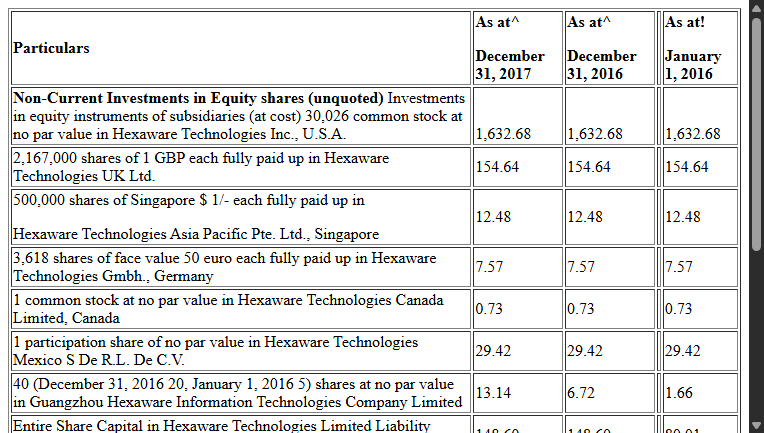 Particulars
As at^
December
31, 2017
As at^
December
31, 2016
As at!
January
1, 2016
Non-Current Investments in Equity shares (unquoted) Investments
in equity instruments of subsidiaries (at cost) 30,026 common stock at
no par value in Hexaware Technologies Inc., U.S.A.
1,632.68
1,632.68
1,632.68
2,167,000 shares of 1 GBP each fully paid up in Hexaware
Technologies UK Ltd.
154.64
154.64
154.64
500,000 shares of Singapore $ 1/- each fully paid up in
Hexaware Technologies Asia Pacific Pte. Ltd., Singapore
12.48
12.48
12.48
3,618 shares of face value 50 euro each fully paid up in Hexaware
Technologies Gmbh., Germany
7.57
7.57
7.57
1 common stock at no par value in Hexaware Technologies Canada
Limited, Canada
0.73
0.73
0.73
1 participation share of no par value in Hexaware Technologies
Mexico S De R.L. De C.V.
29.42
29.42
29.42
40 (December 31, 2016 20, January 1, 2016 5) shares at no par value
in Guangzhou Hexaware Information Technologies Company Limited
13.14
6.72
1.66
Entire Share Capital in Hexaware Technologies Limited Liability